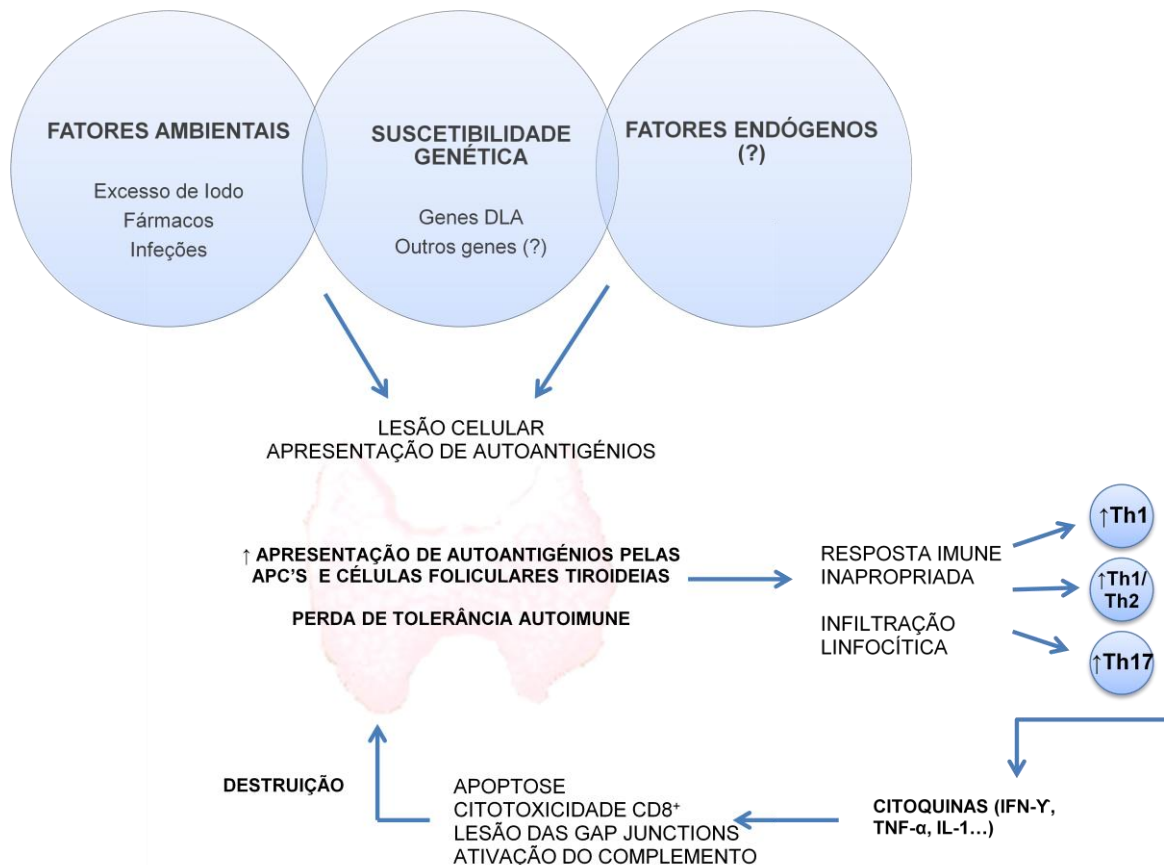 FATORES AMBIENTAIS
Excesso de Iodo
Fármacos
Infeções
SUSCETIBILIDADE
GENÉTICA
Genes DLA
Outros genes (?)
FATORES ENDÓGENOS
(?)
LESÃO CELULAR
APRESENTAÇÃO DE AUTOANTIGÉNIOS
↑ APRESENTAÇÃO DE AUTOANTIGÉNIOS PELAS
APC'S E CÉLULAS FOLICULARES TIROIDEIAS
PERDA DE TOLERÂNCIA AUTOIMUNE
RESPOSTA IMUNE
INAPROPRIADA
INFILTRAÇÃO
LINFOCÍTICA
↑Th1
↑Th1/
Th2
↑Th17
CITOQUINAS (IFN-ϒ,
TNF-α, IL-1…)
APOPTOSE
CITOTOXICIDADE CD8⁺
LESÃO DAS GAP JUNCTIONS
ATIVAÇÃO DO COMPLEMENTO
DESTRUIÇÃO